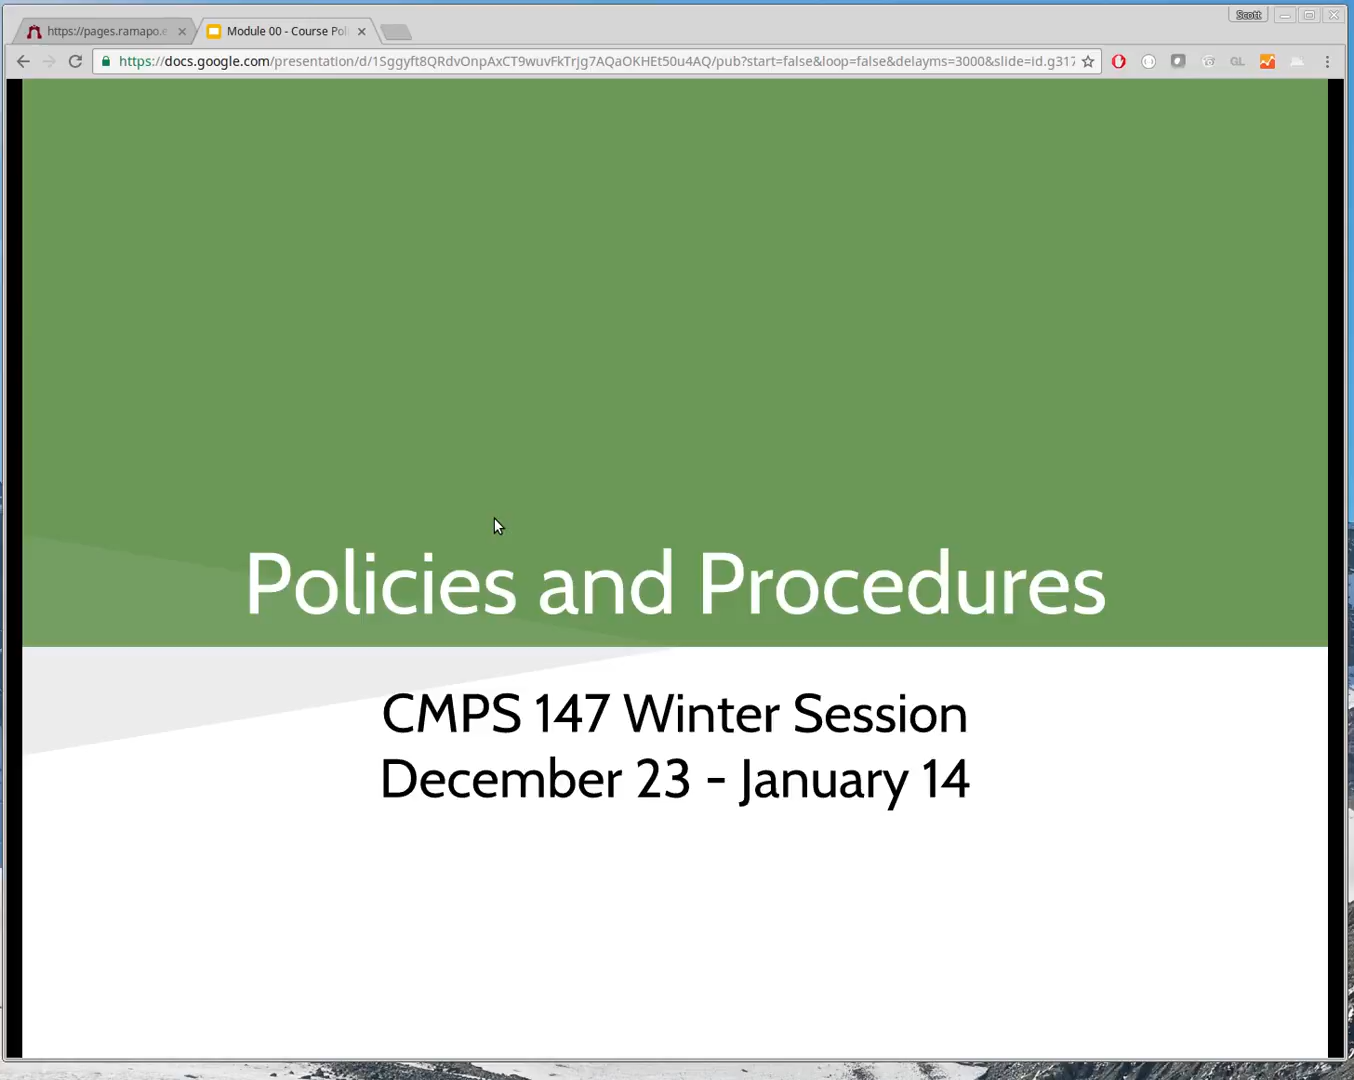 Scott
https://pages.ramapo.e
Module 00 - Course Pol
https://docs.google.com/presentation/d/1Sggyft8QRdvOnpAxCT9wuvFkTrjg7AQaOKHEt50u4AQ/pub?start=false&loop=false&delayms=3000&slide=id.g317
GL
Policies and Procedures
CMPS 147 Winter Session
December 23 - January 14